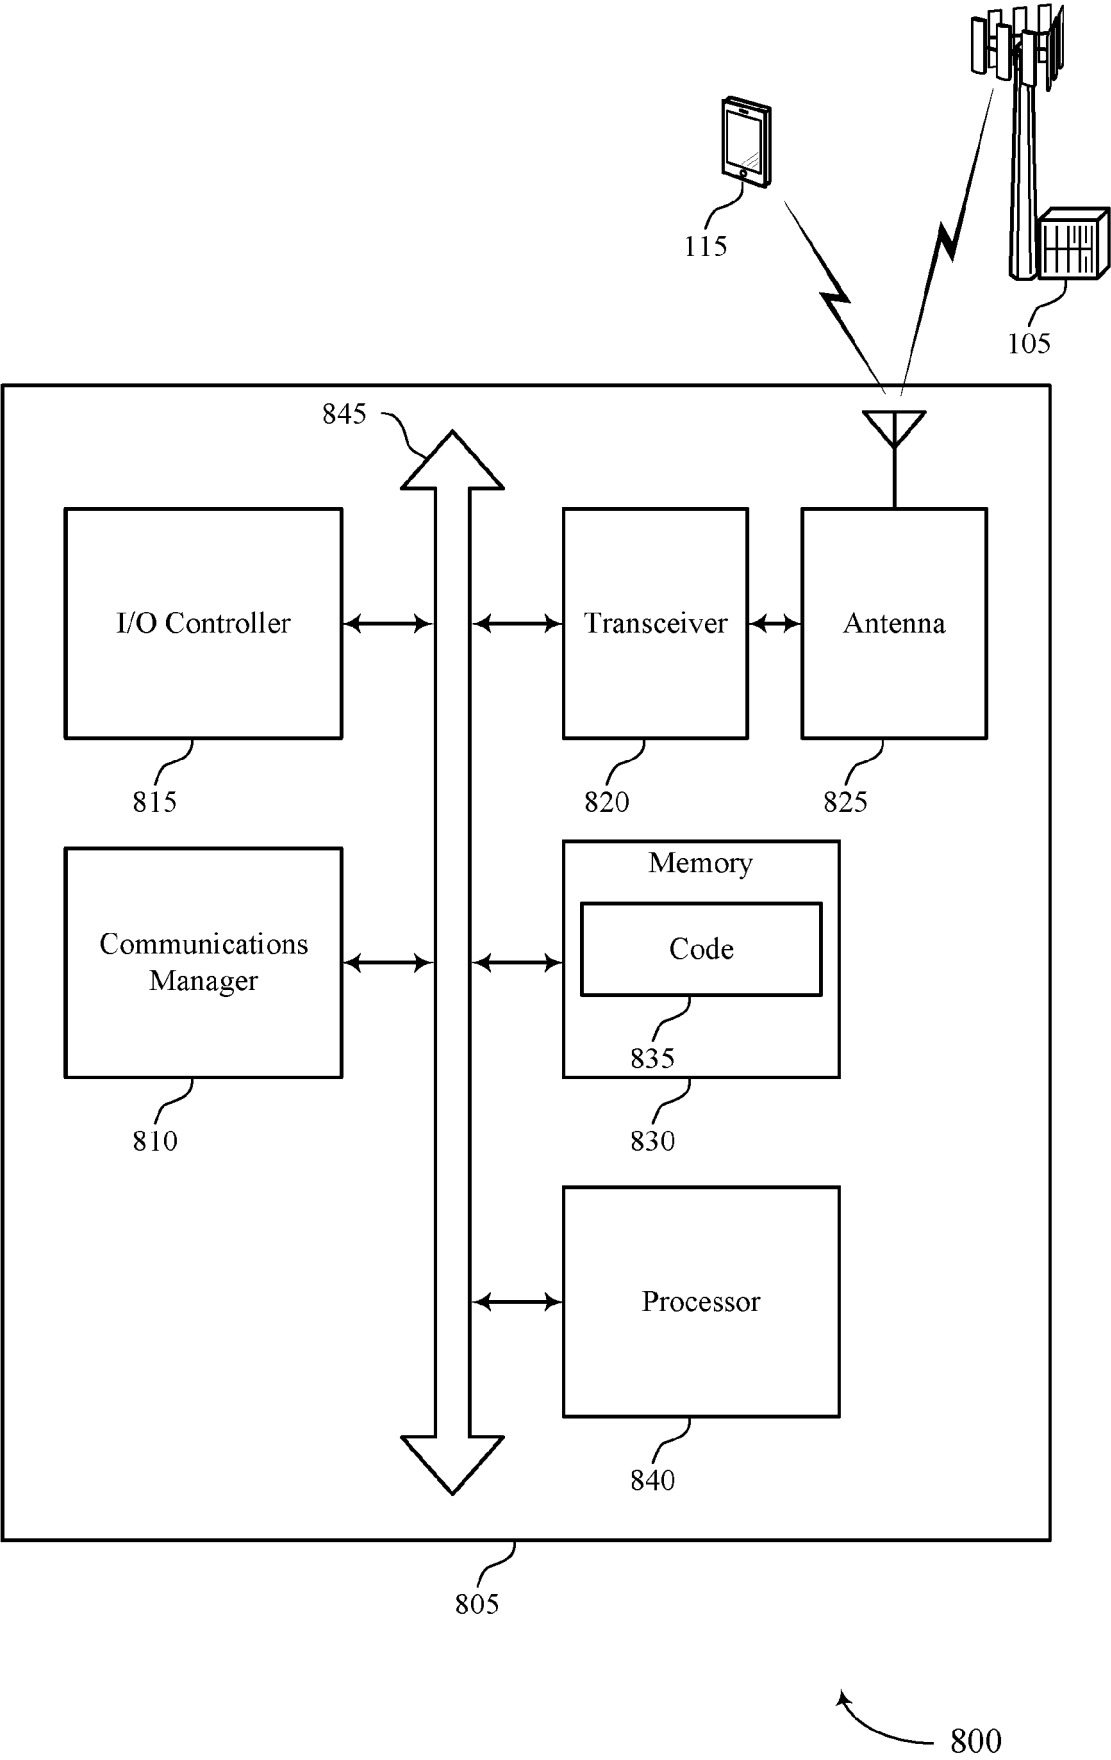 115
105
845
I/O Controller
Transceiver
Antenna
815
820
825
Memory
Communications
Manager
Code
835
810
830
Processor
840
805
800